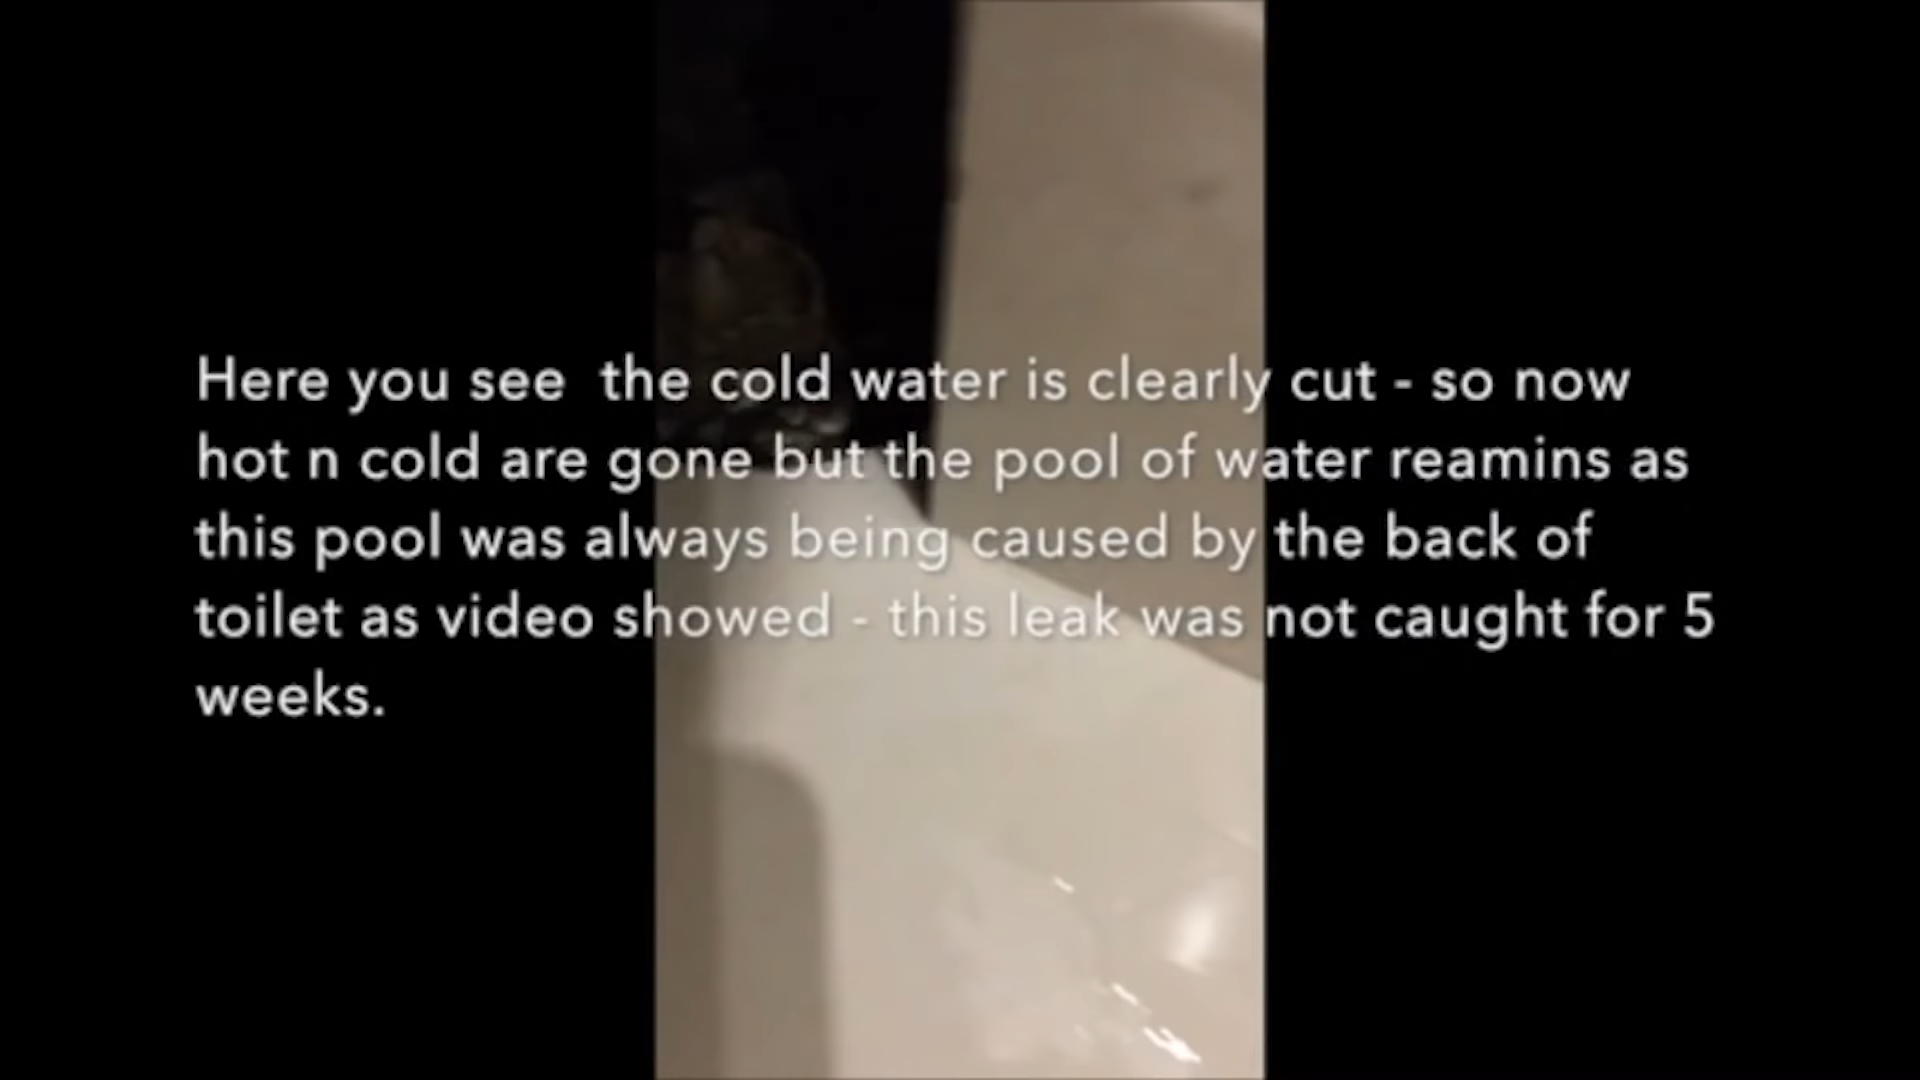 Here you see  the cold water is clearly cut - so now
hot n cold are gone but the pool of water reamins as
this pool was always being caused by the back of
toilet as video showed - this leak was not caught for 5
weeks.